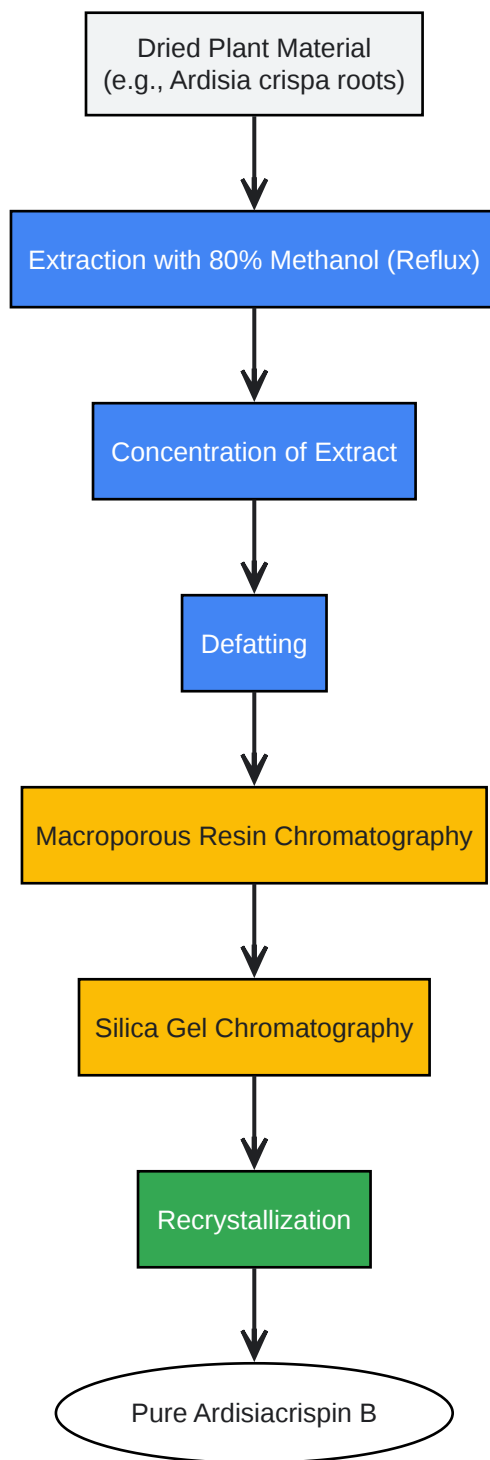 Dried Plant Material
(e.g., Ardisia crispa roots)
Extraction with 80% Methanol (Reflux)
Concentration of Extract
Defatting
Macroporous Resin Chromatography
Silica Gel Chromatography
Recrystallization
Pure Ardisiacrispin B